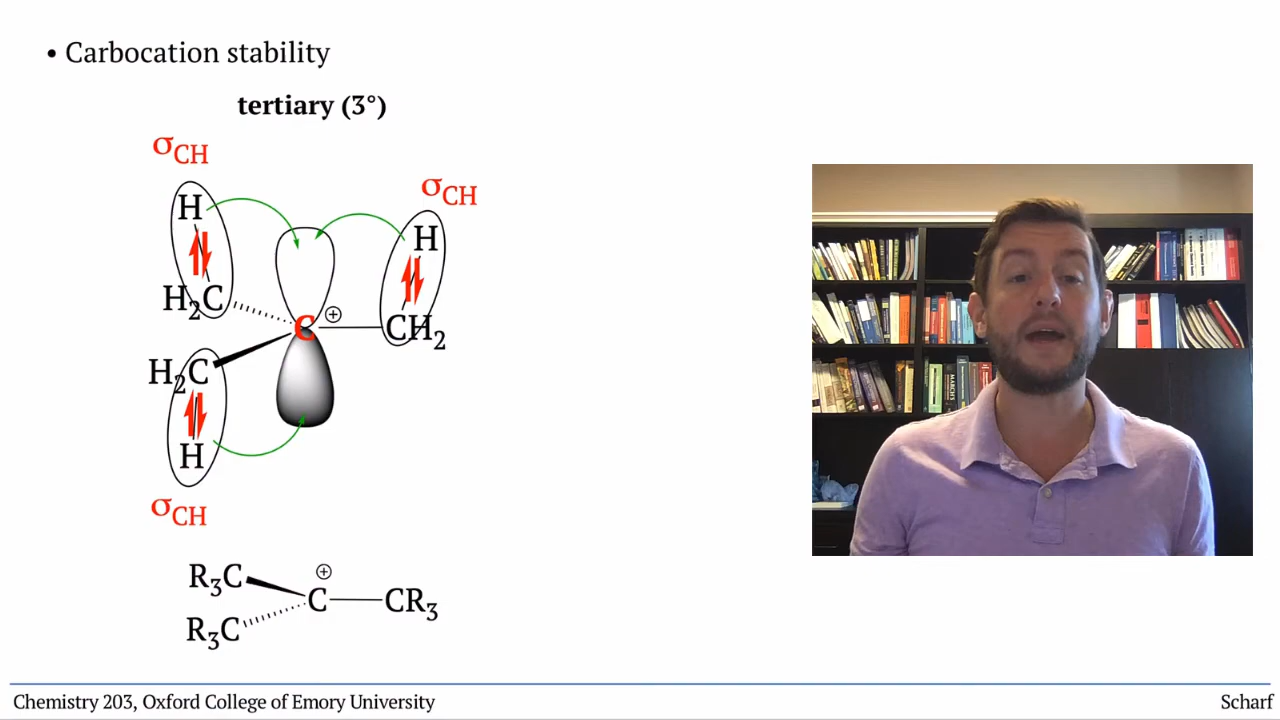 • Carbocation stability
tertiary (3°)
σCH
σCH
H
H
H₂C
C
⊕
CH₂
H₂C
H
σCH
⊕
R₃C
C
CR₃
R₃C
MARCH'S
Chemistry 203, Oxford College of Emory University
Scharf